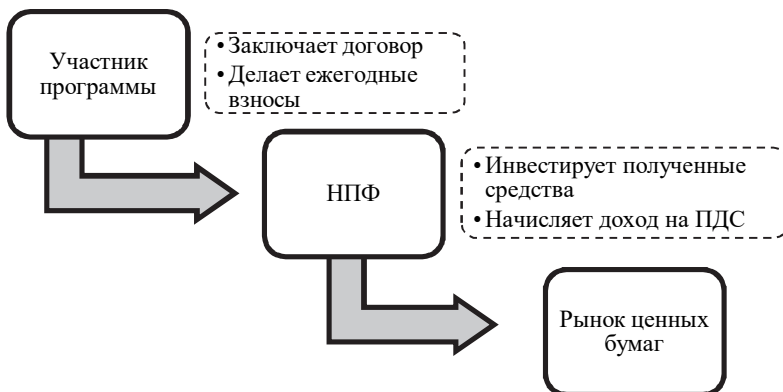 Участник
программы
• Заключает договор
• Делает ежегодные
взносы
НПФ
• Инвестирует полученные
средства
• Начисляет доход на ПДС
Рынок ценных
бумаг